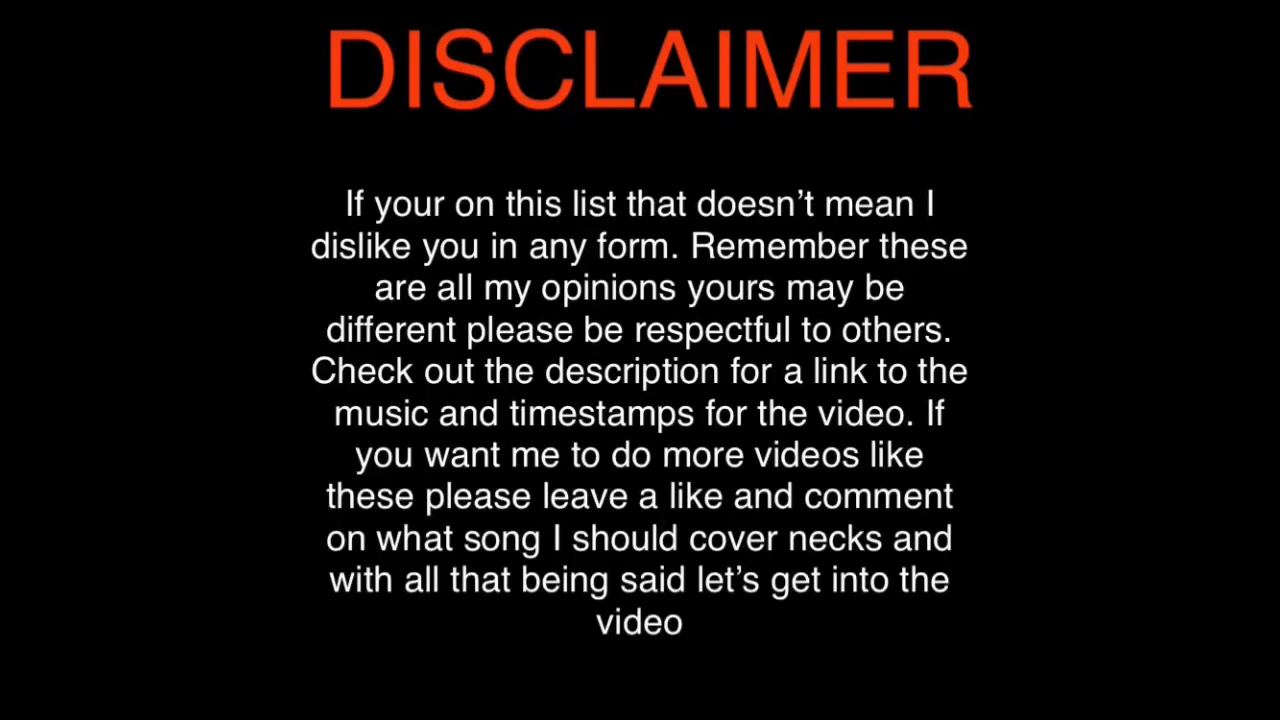 DISCLAIMER
If your on this list that doesn’t mean I
dislike you in any form. Remember these
are all my opinions yours may be
different please be respectful to others.
Check out the description for a link to the
music and timestamps for the video. If
you want me to do more videos like
these please leave a like and comment
on what song I should cover necks and
with all that being said let’s get into the
video